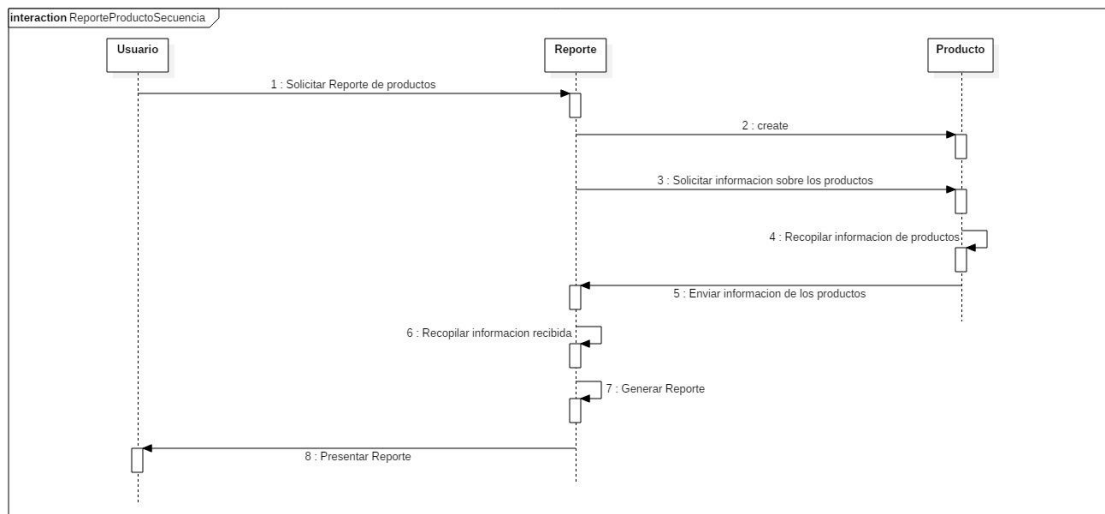 interaction ReporteProductoSecuencia
Usuario
Reporte
Producto
1 : Solicitar Reporte de productos
2 : create
3 : Solicitar informacion sobre los productos
4 : Recopilar informacion de productos
5 : Enviar informacion de los productos
6 : Recopilar informacion recibida
7 : Generar Reporte
8 : Presentar Reporte